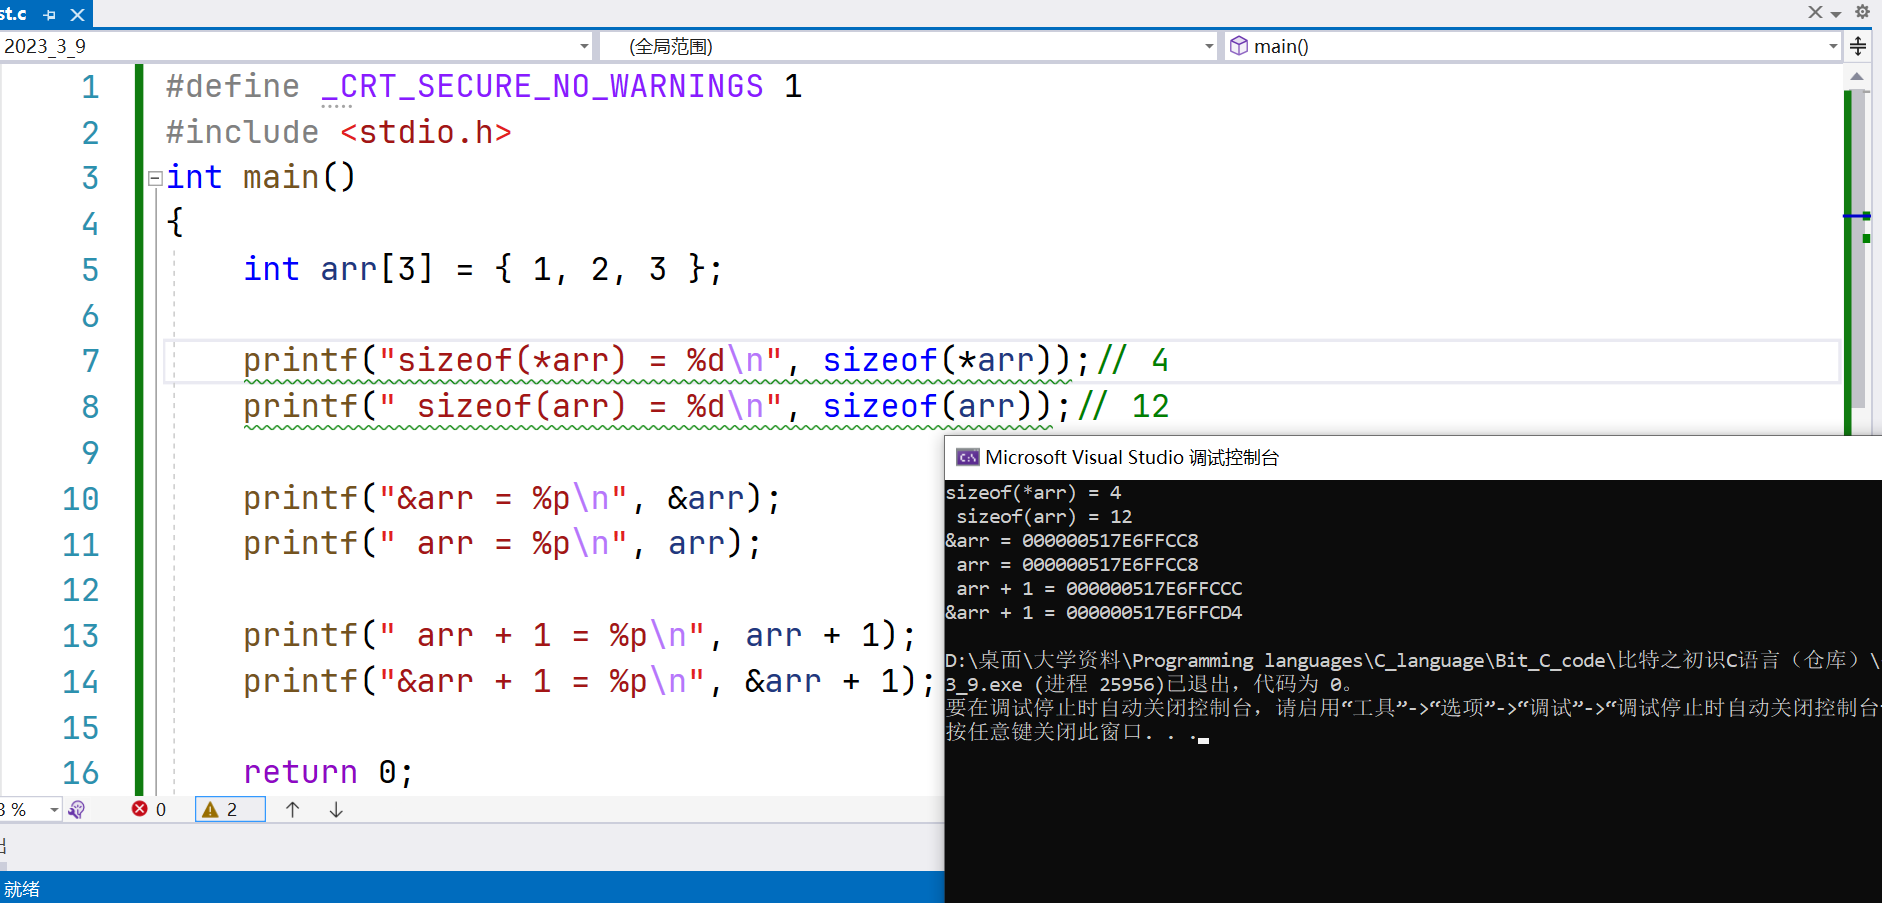 st.c
2023_3_9 (全局范围) main()
1 #define _CRT_SECURE_NO_WARNINGS 1
2 #include <stdio.h>
3 int main()
4 {
5 int arr[3] = { 1, 2, 3 };
6
7 printf("sizeof(*arr) = %d\n", sizeof(*arr));// 4
8 printf(" sizeof(arr) = %d\n", sizeof(arr));// 12
9
10 printf("&arr = %p\n", &arr);
11 printf(" arr = %p\n", arr);
12
13 printf(" arr + 1 = %p\n", arr + 1);
14 printf("&arr + 1 = %p\n", &arr + 1);
15
16 return 0;
Microsoft Visual Studio 调试控制台
sizeof(*arr) = 4
 sizeof(arr) = 12
&arr = 000000517E6FFCC8
 arr = 000000517E6FFCC8
 arr + 1 = 000000517E6FFCCC
&arr + 1 = 000000517E6FFCD4
D:\桌面\大学资料\Programming languages\C_language\Bit_C_code\比特之初识C语言（仓库）\
3_9.exe (进程 25956)已退出，代码为 0。
要在调试停止时自动关闭控制台，请启用“工具”->“选项”->“调试”->“调试停止时自动关闭控制台
按任意键关闭此窗口. . .
% 0 2
就绪